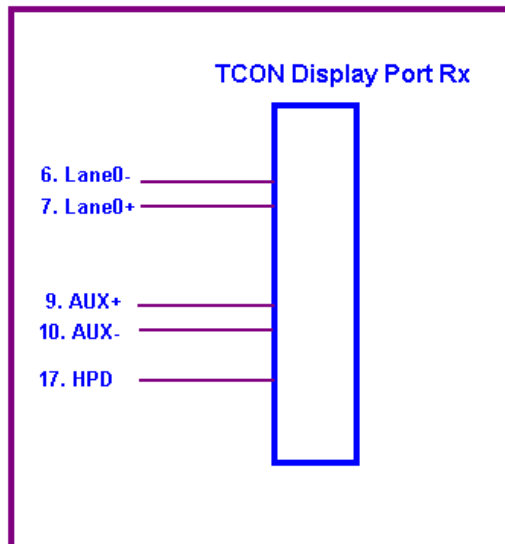 TCON Display Port Rx
6. Lane0-
7. Lane0+
9. AUX+
10. AUX-
17. HPD